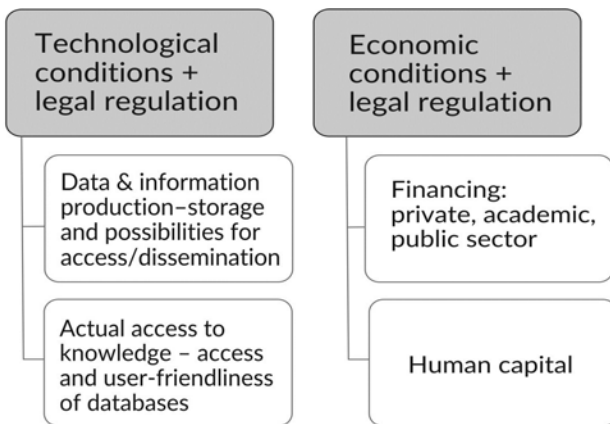 Technological
conditions +
legal regulation
Data & information
production–storage
and possibilities for
access/dissemination
Actual access to
knowledge – access
and user-friendliness
of databases
Economic
conditions +
legal regulation
Financing:
private, academic,
public sector
Human capital